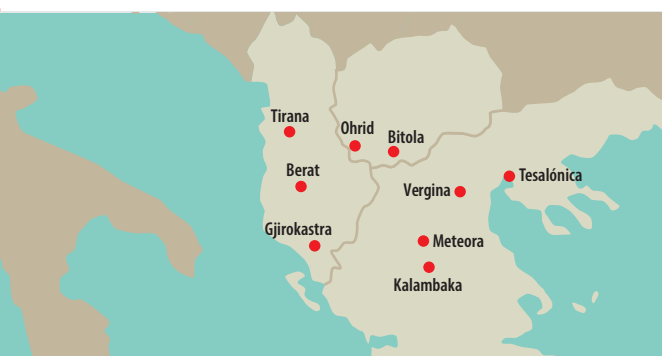 Tirana
Ohrid
Bitola
Berat
Vergina
Tesalónica
Gjirokastra
Meteora
Kalambaka